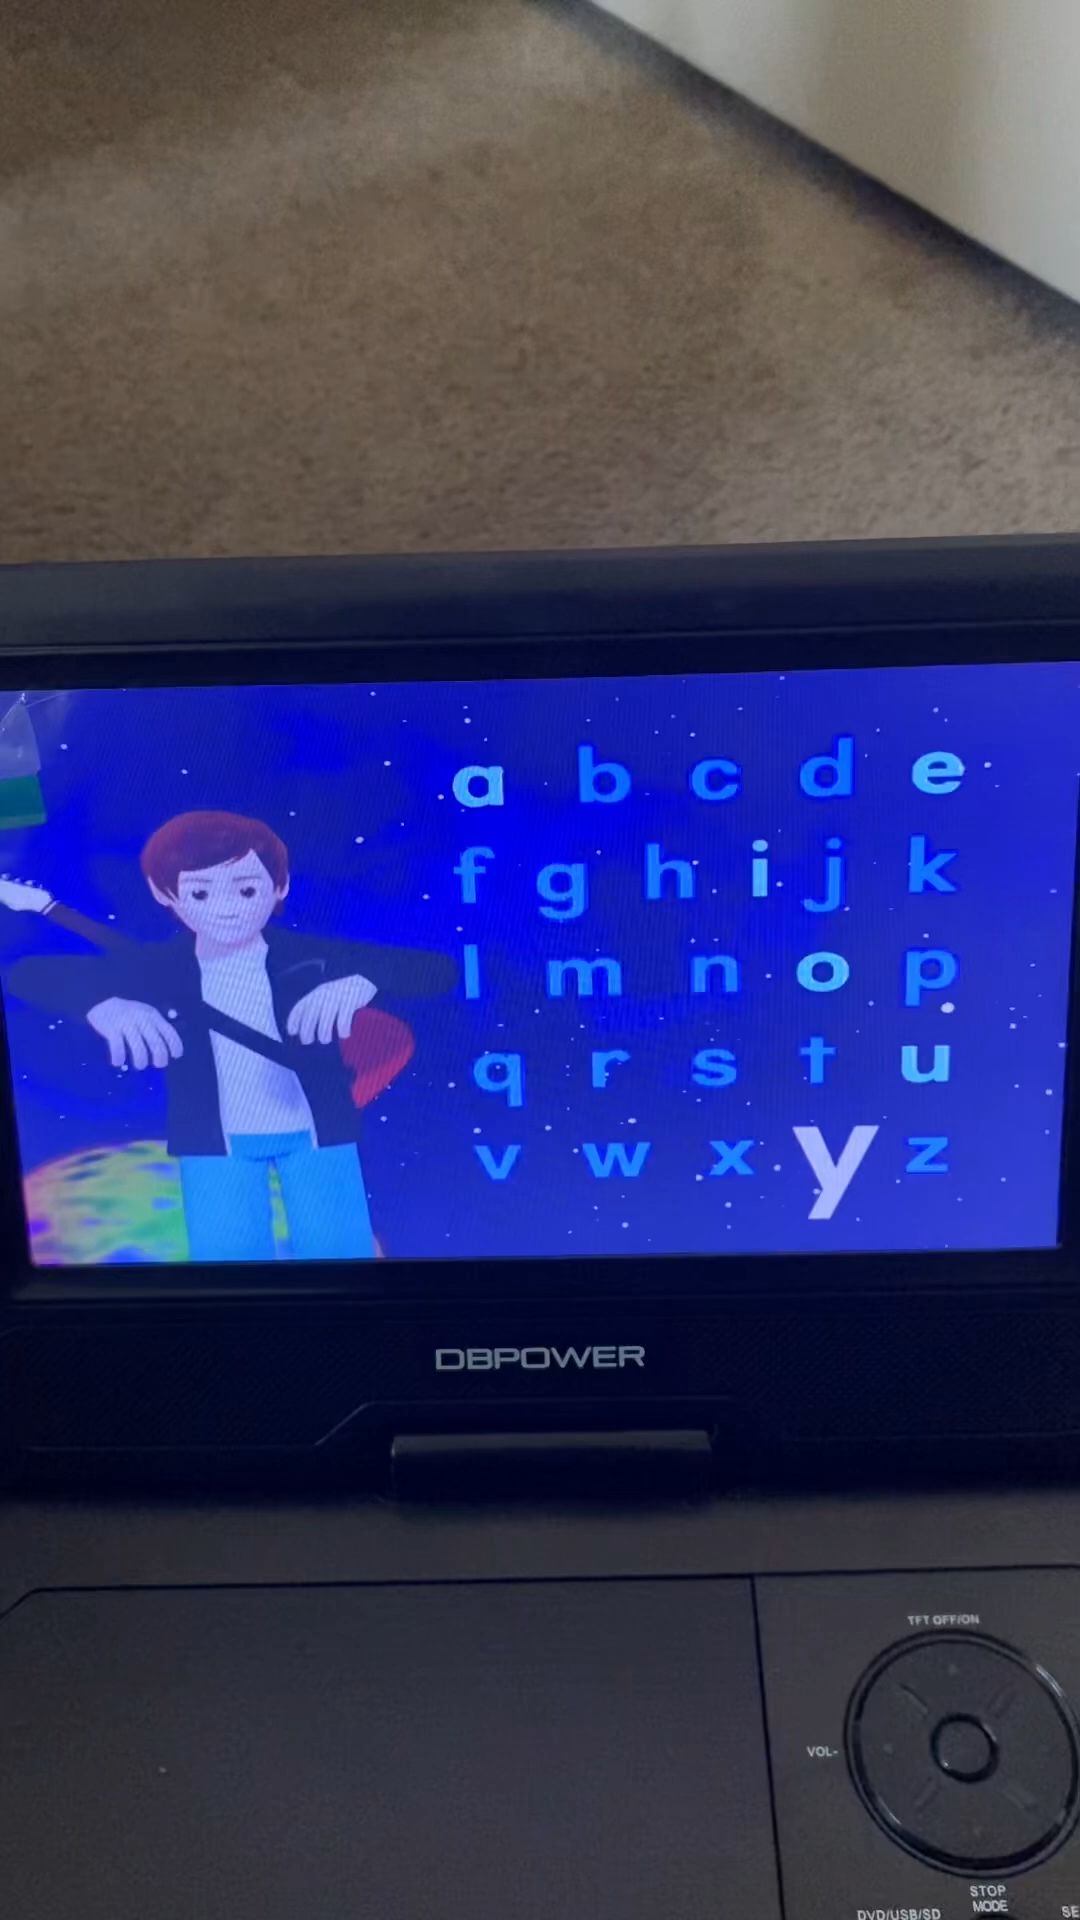 a b c d e
f g h i j k
l m n o p
q r s t u
v w x y z
DBPOWER
TFT OFF/ON
VOL-
STOP
MODE
DVD/USB/SD